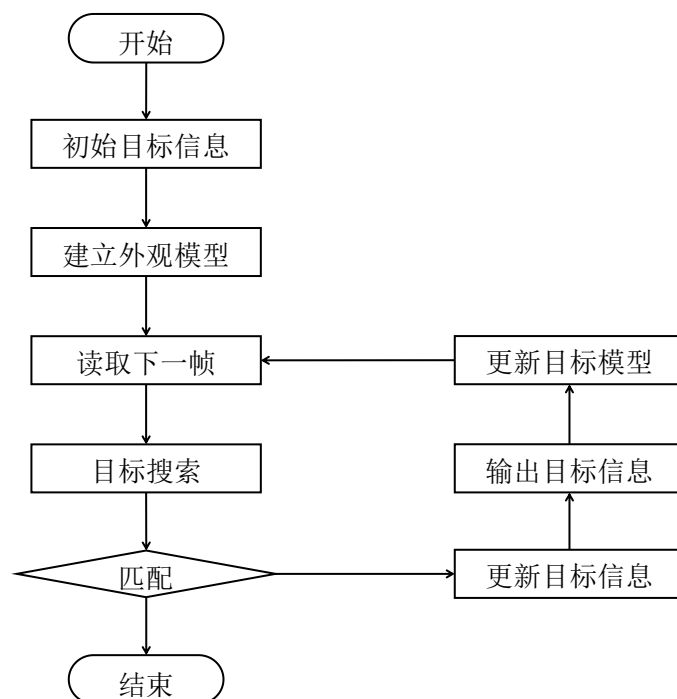 开始
初始目标信息
建立外观模型
读取下一帧
更新目标模型
目标搜索
输出目标信息
匹配
更新目标信息
结束